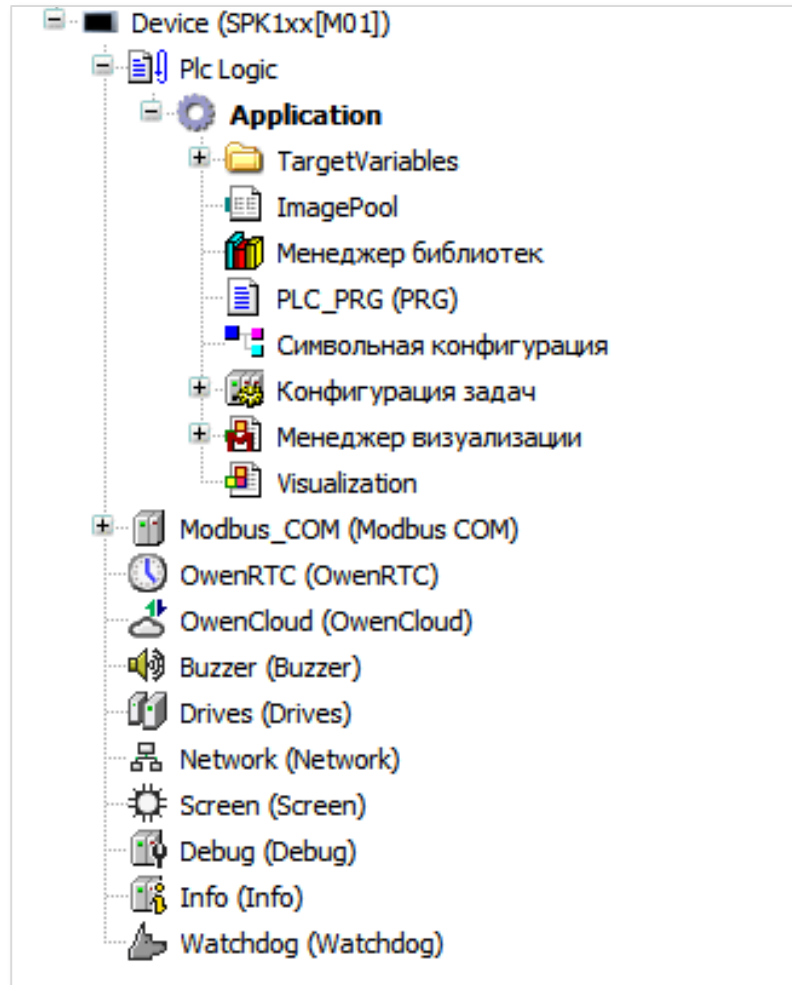 Device (SPK1xx[M01])
Plc Logic
Application
TargetVariables
ImagePool
Менеджер библиотек
PLC_PRG (PRG)
Символьная конфигурация
Конфигурация задач
Менеджер визуализации
Visualization
Modbus_COM (Modbus COM)
OwenRTC (OwenRTC)
OwenCloud (OwenCloud)
Buzzer (Buzzer)
Drives (Drives)
Network (Network)
Screen (Screen)
Debug (Debug)
Info (Info)
Watchdog (Watchdog)